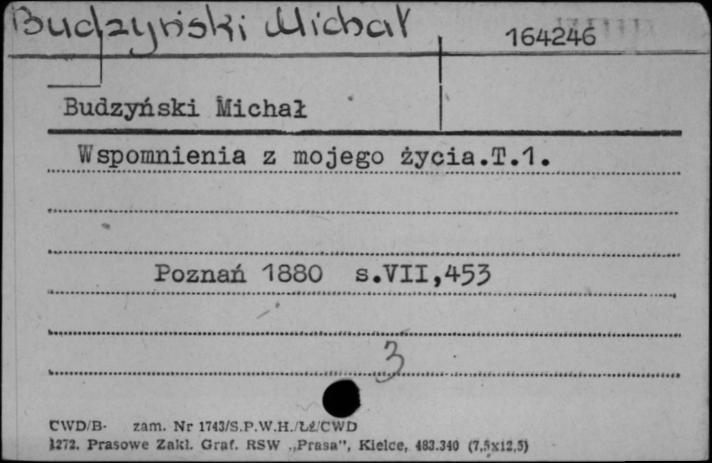 Budzyński Michał
164246
Budzyński Michał
Wspomnienia z mojego życia.T.1.
Poznań 1880 s.VII,453
3
CWD/B- zam. Nr 1743/S.P.W.H./Ł.Ł/CWD
1272. Prasowe Zakł. Graf. RSW „Prasa", Kielce, 483.340 (7,5x12,5)